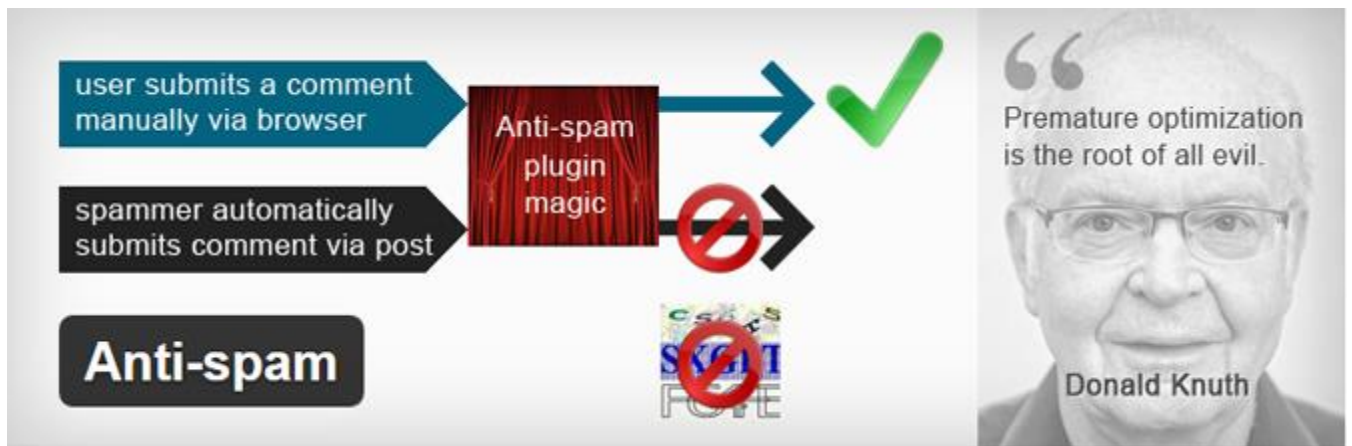 user submits a comment
manually via browser
spammer automatically
submits comment via post
Anti-spam
plugin
magic
Anti-spam
“
Premature optimization
is the root of all evil.
Donald Knuth